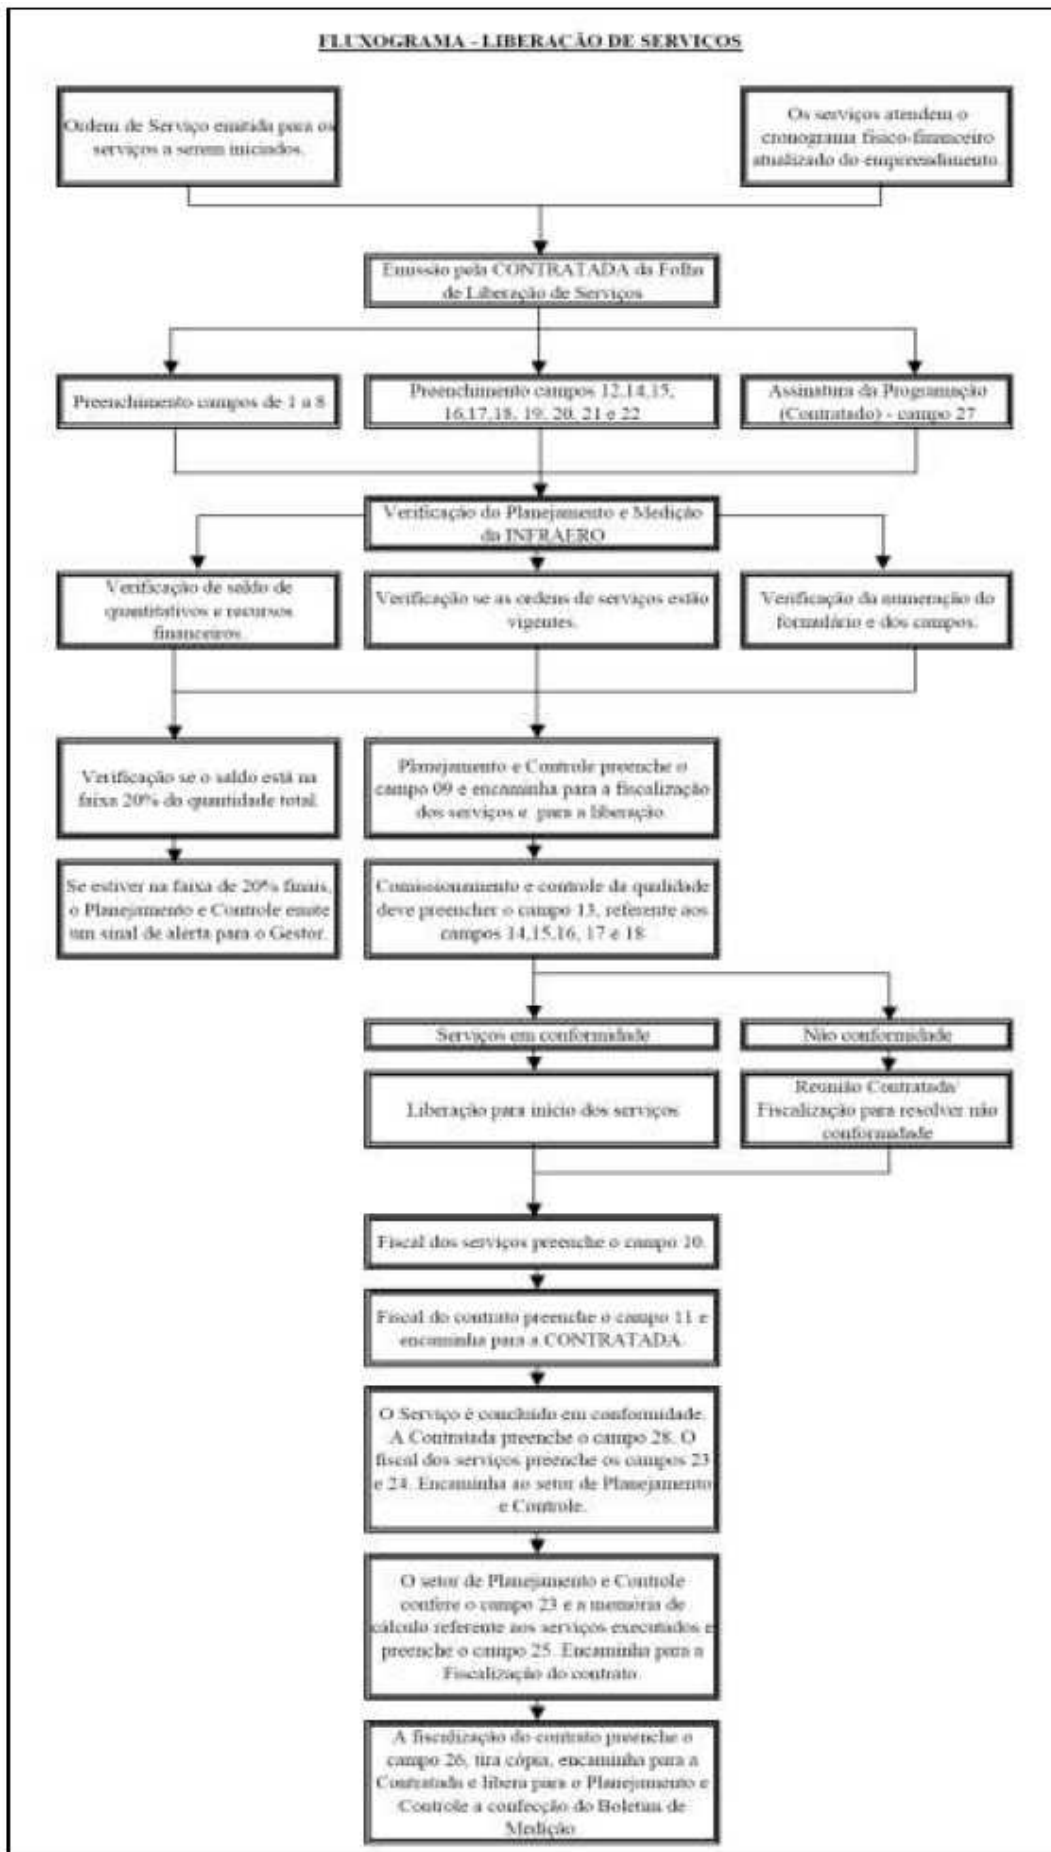 FLUXOGRAMA - LIBERAÇÃO DE SERVIÇOS
Ordem de Serviço emitida para os
serviços a serem iniciados.
Os serviços atendem o
cronograma físico-financeiro
atualizado do empreendimento.
Emissão pela CONTRATADA da Folha
de Liberação de Serviços
Preenchimento campos de 1 a 8
Preenchimento campos 12,14,15,
16,17,18, 19, 20, 21 e 22
Assinatura da Programação
(Contratado) - campo 27
Verificação do Planejamento e Medição
da INFRAERO
Verificação de saldo de
quantitativos e recursos
financeiros.
Verificação se as ordens de serviços estão
vigentes.
Verificação da numeração do
formulário e dos campos.
Verificação se o saldo está na
faixa 20% da quantidade total.
Planejamento e Controle preenche o
campo 09 e encaminha para a fiscalização
dos serviços e para a liberação.
Se estiver na faixa de 20% finais,
o Planejamento e Controle emite
um sinal de alerta para o Gestor.
Comissionamento e controle da qualidade
deve preencher o campo 13, referente aos
campos 14,15.16, 17 e 18
Serviços em conformidade
Não conformidade
Liberação para início dos serviços
Reunião Contratada/
Fiscalização para resolver não
conformidade
Fiscal dos serviços preenche o campo 10.
Fiscal do contrato preenche o campo 11 e
encaminha para a CONTRATADA.
O Serviço é concluído em conformidade.
A Contratada preenche o campo 28. O
fiscal dos serviços preenche os campos 23
e 24. Encaminha ao setor de Planejamento
e Controle.
O setor de Planejamento e Controle
confere o campo 23 e a memória de
cálculo referente aos serviços executados e
preenche o campo 25. Encaminha para a
Fiscalização do contrato.
A fiscalização do contrato preenche o
campo 26, tira cópia, encaminha para a
Contratada e libera para o Planejamento e
Controle a confecção do Boletim de
Medição